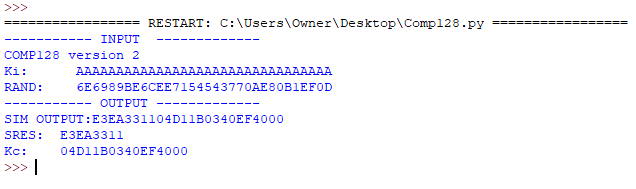 >>>
================= RESTART: C:\Users\Owner\Desktop\Comp128.py =================
----------- INPUT  -------------
COMP128 version 2
Ki:      AAAAAAAAAAAAAAAAAAAAAAAAAAAAAAAA
RAND:    6E6989BE6CEE7154543770AE80B1EF0D
----------- OUTPUT -------------
SIM OUTPUT:E3EA331104D11B0340EF4000
SRES:  E3EA3311
Kc:    04D11B0340EF4000
>>>